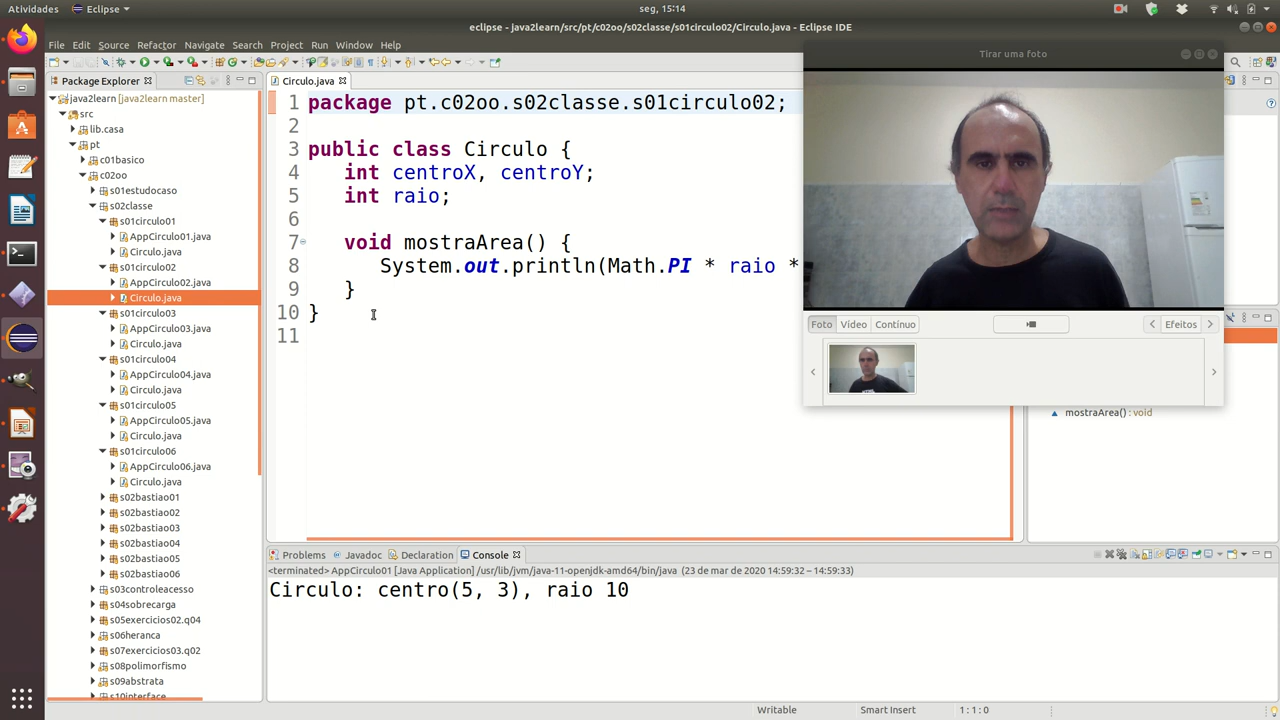 Atividades
Eclipse
seg, 15:14
eclipse - java2learn/src/pt/c02oo/s02classe/s01circulo02/Circulo.java - Eclipse IDE
File Edit Source Refactor Navigate Search Project Run Window Help
Package Explorer
java2learn [java2learn master]
src
lib.casa
pt
c01basico
c02oo
s01estudocaso
s02classe
s01circulo01
AppCirculo01.java
Circulo.java
s01circulo02
AppCirculo02.java
Circulo.java
s01circulo03
AppCirculo03.java
Circulo.java
s01circulo04
AppCirculo04.java
Circulo.java
s01circulo05
AppCirculo05.java
Circulo.java
s01circulo06
AppCirculo06.java
Circulo.java
s02bastiao01
s02bastiao02
s02bastiao03
s02bastiao04
s02bastiao05
s02bastiao06
s03controleacesso
s04sobrecarga
s05exercicios02.q04
s06heranca
s07exercicios03.q02
s08polimorfismo
s09abstrata
s10interface
Circulo.java
1 package pt.c02oo.s02classe.s01circulo02;
2
3 public class Circulo {
4 int centroX, centroY;
5 int raio;
6
7 void mostraArea() {
8 System.out.println(Math.PI * raio *
9 }
10 }
11
Tirar uma foto
Foto Vídeo Contínuo
Efeitos
mostraArea() : void
Problems Javadoc Declaration Console
<terminated> AppCirculo01 [Java Application] /usr/lib/jvm/java-11-openjdk-amd64/bin/java (23 de mar de 2020 14:59:32 – 14:59:33)
Circulo: centro(5, 3), raio 10
Writable
Smart Insert
1 : 1 : 0